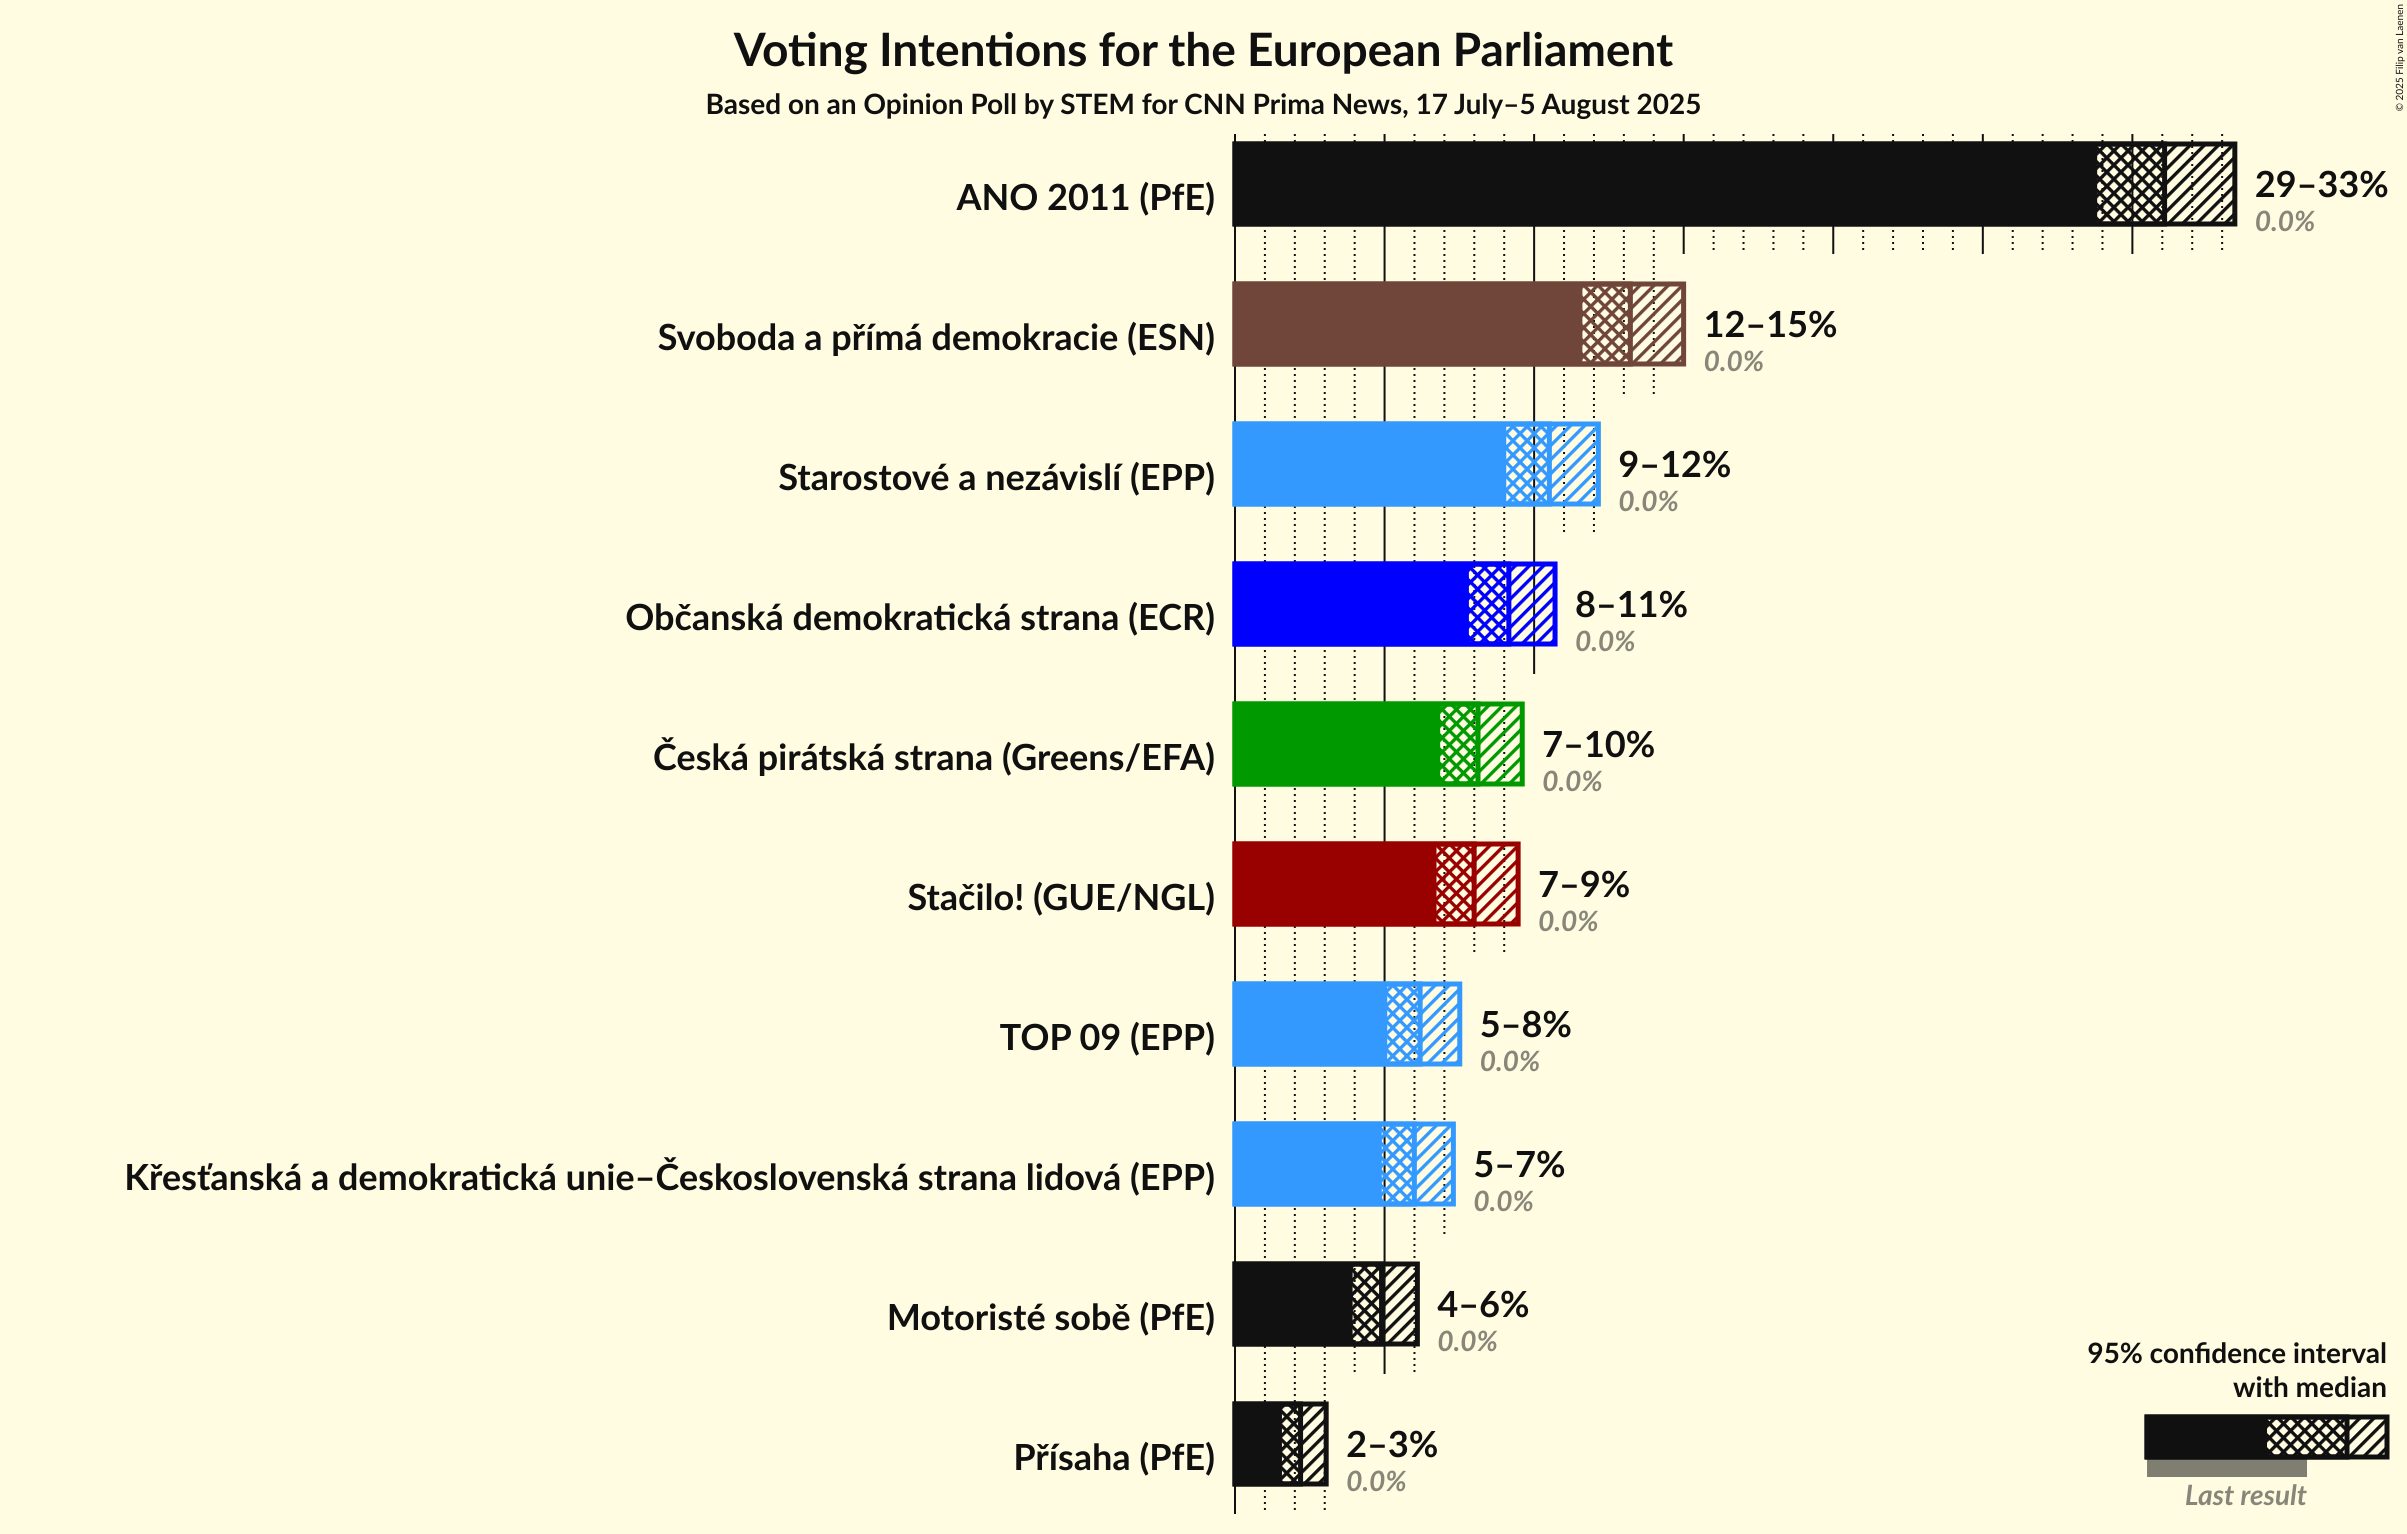 Voting Intentions for the European Parliament
Based on an Opinion Poll by STEM for CNN Prima News, 17 July–5 August 2025
© 2025 Filip van Laenen
ANO 2011 (PfE)
29–33%
0.0%
Svoboda a přímá demokracie (ESN)
12–15%
0.0%
Starostové a nezávislí (EPP)
9–12%
0.0%
Občanská demokratická strana (ECR)
8–11%
0.0%
Česká pirátská strana (Greens/EFA)
7–10%
0.0%
Stačilo! (GUE/NGL)
7–9%
0.0%
TOP 09 (EPP)
5–8%
0.0%
Křesťanská a demokratická unie–Československá strana lidová (EPP)
5–7%
0.0%
Motoristé sobě (PfE)
4–6%
0.0%
Přísaha (PfE)
2–3%
0.0%
95% confidence interval
with median
Last result